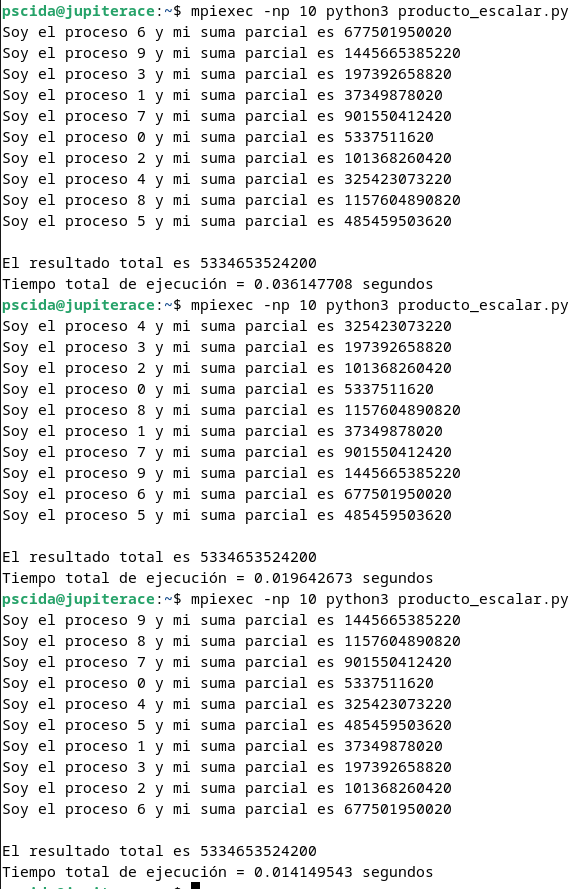 pscida@jupiterace:~$ mpiexec -np 10 python3 producto_escalar.py
Soy el proceso 6 y mi suma parcial es 677501950020
Soy el proceso 9 y mi suma parcial es 1445665385220
Soy el proceso 3 y mi suma parcial es 197392658820
Soy el proceso 1 y mi suma parcial es 37349878020
Soy el proceso 7 y mi suma parcial es 901550412420
Soy el proceso 0 y mi suma parcial es 5337511620
Soy el proceso 2 y mi suma parcial es 101368260420
Soy el proceso 4 y mi suma parcial es 325423073220
Soy el proceso 8 y mi suma parcial es 1157604890820
Soy el proceso 5 y mi suma parcial es 485459503620
El resultado total es 5334653524200
Tiempo total de ejecución = 0.036147708 segundos
pscida@jupiterace:~$ mpiexec -np 10 python3 producto_escalar.py
Soy el proceso 4 y mi suma parcial es 325423073220
Soy el proceso 3 y mi suma parcial es 197392658820
Soy el proceso 2 y mi suma parcial es 101368260420
Soy el proceso 0 y mi suma parcial es 5337511620
Soy el proceso 8 y mi suma parcial es 1157604890820
Soy el proceso 1 y mi suma parcial es 37349878020
Soy el proceso 7 y mi suma parcial es 901550412420
Soy el proceso 9 y mi suma parcial es 1445665385220
Soy el proceso 6 y mi suma parcial es 677501950020
Soy el proceso 5 y mi suma parcial es 485459503620
El resultado total es 5334653524200
Tiempo total de ejecución = 0.019642673 segundos
pscida@jupiterace:~$ mpiexec -np 10 python3 producto_escalar.py
Soy el proceso 9 y mi suma parcial es 1445665385220
Soy el proceso 8 y mi suma parcial es 1157604890820
Soy el proceso 7 y mi suma parcial es 901550412420
Soy el proceso 0 y mi suma parcial es 5337511620
Soy el proceso 4 y mi suma parcial es 325423073220
Soy el proceso 5 y mi suma parcial es 485459503620
Soy el proceso 1 y mi suma parcial es 37349878020
Soy el proceso 3 y mi suma parcial es 197392658820
Soy el proceso 2 y mi suma parcial es 101368260420
Soy el proceso 6 y mi suma parcial es 677501950020
El resultado total es 5334653524200
Tiempo total de ejecución = 0.014149543 segundos